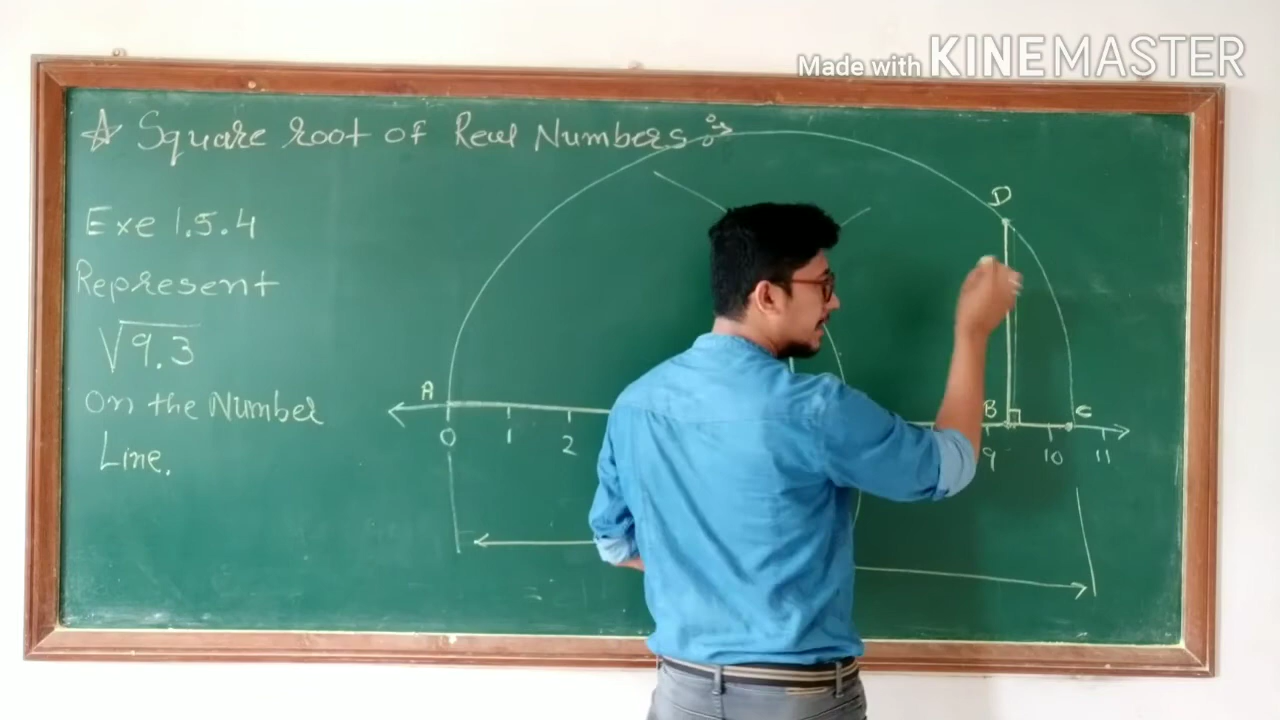 Made with KINEMASTER
☆ Square root of Real Numbers :→
Exe 1.5.4
Represent
√9.3
on the Number
Line.
D
A B C
0 1 2 9 10 11